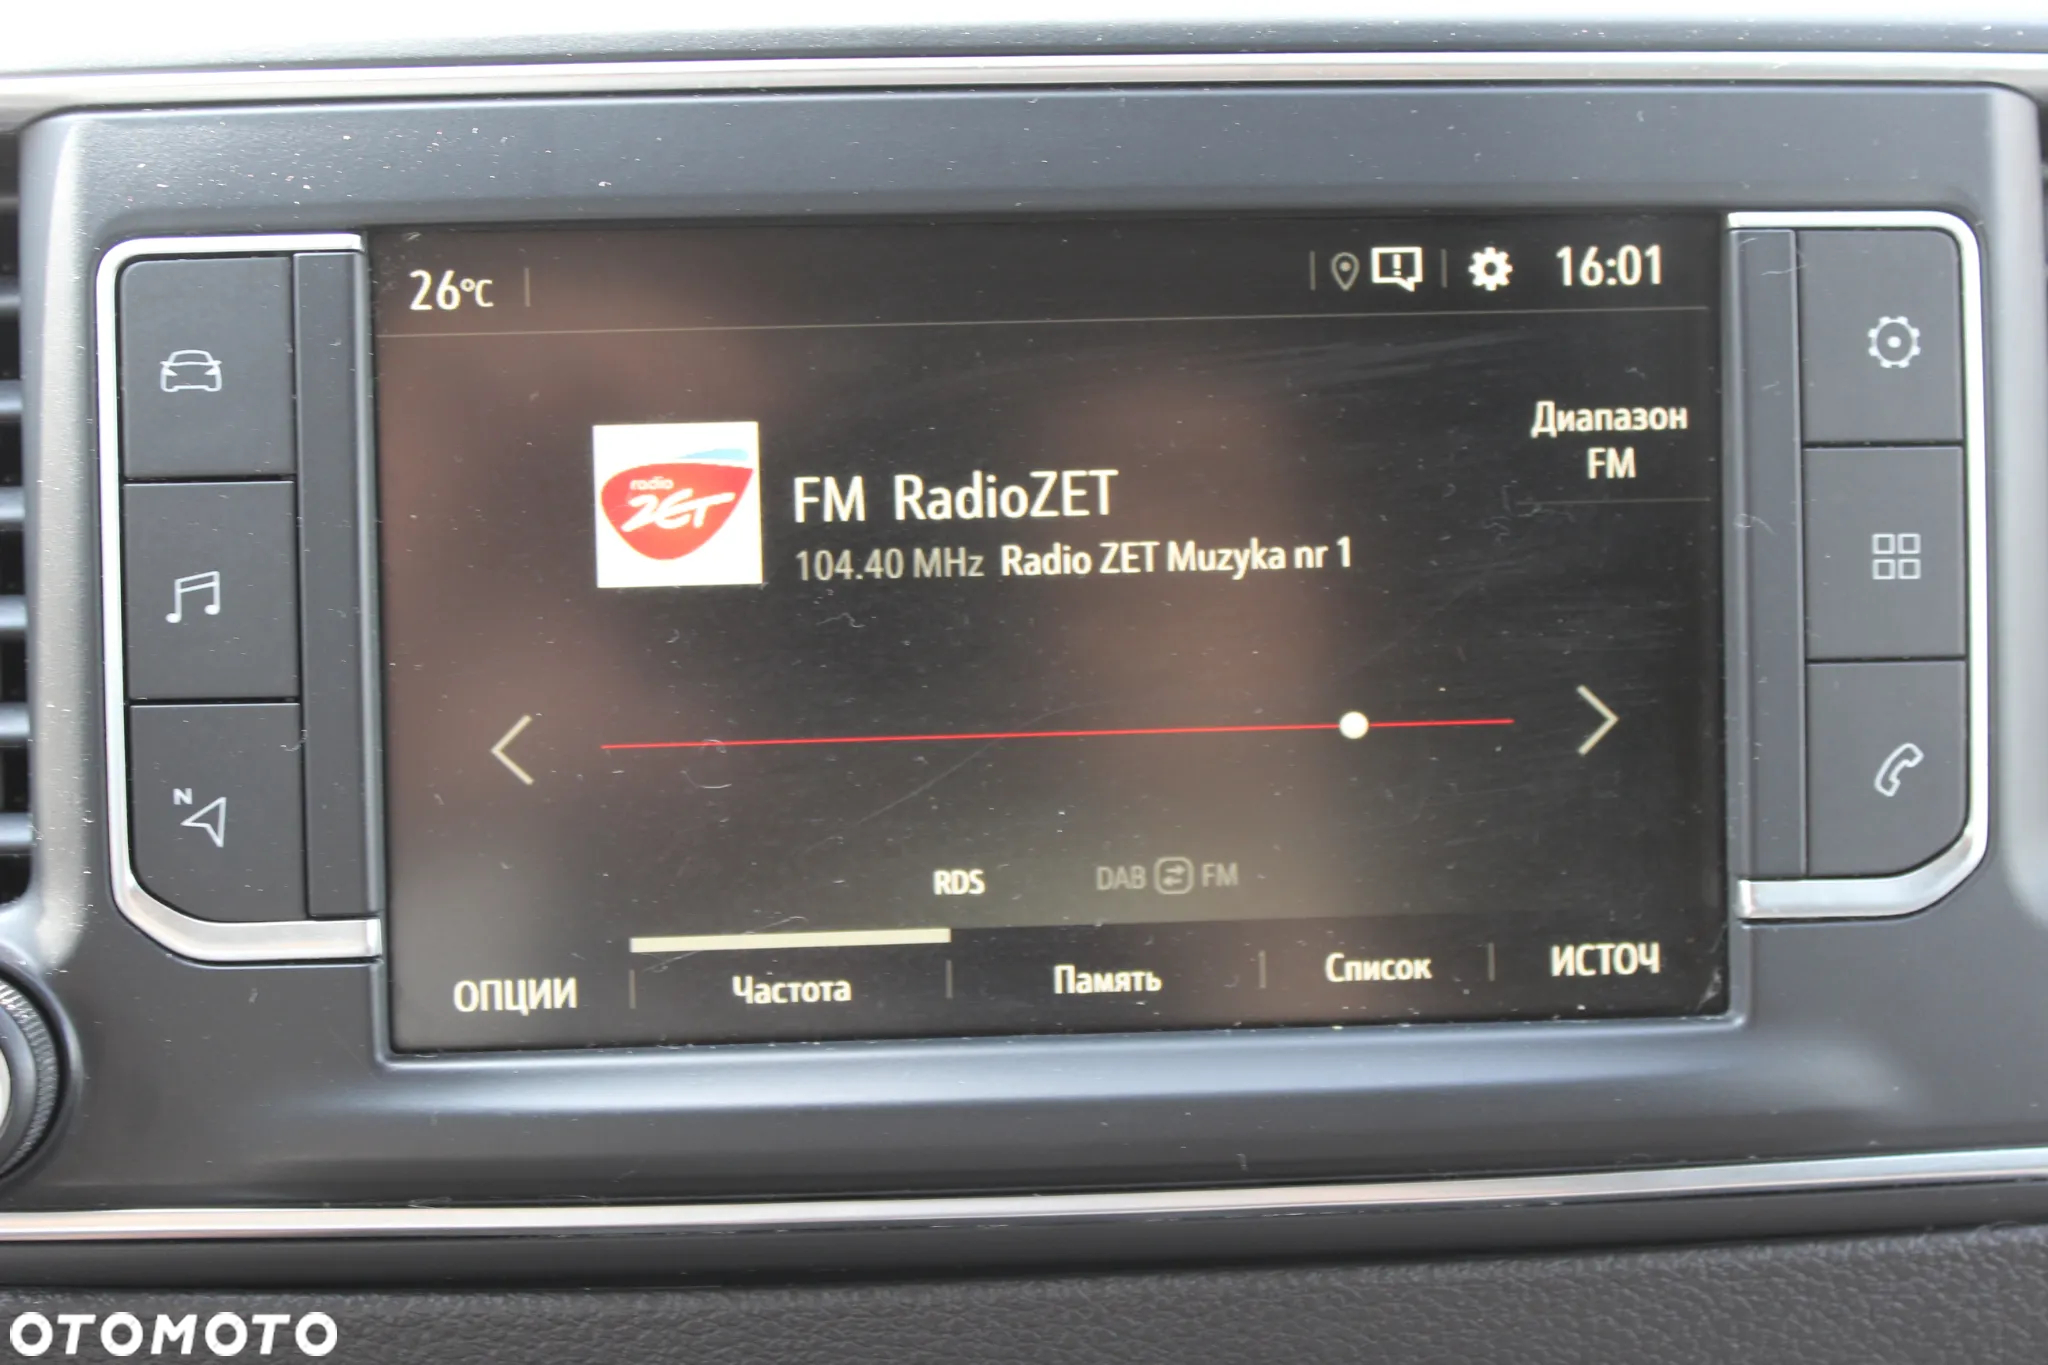 26°C
16:01
Диапазон
FM
radio
ZET
FM RadioZET
104.40 MHz Radio ZET Muzyka nr 1
N
RDS
DAB FM
ОПЦИИ
Частота
Память
Список
ИСТОЧ
OTOMOTO